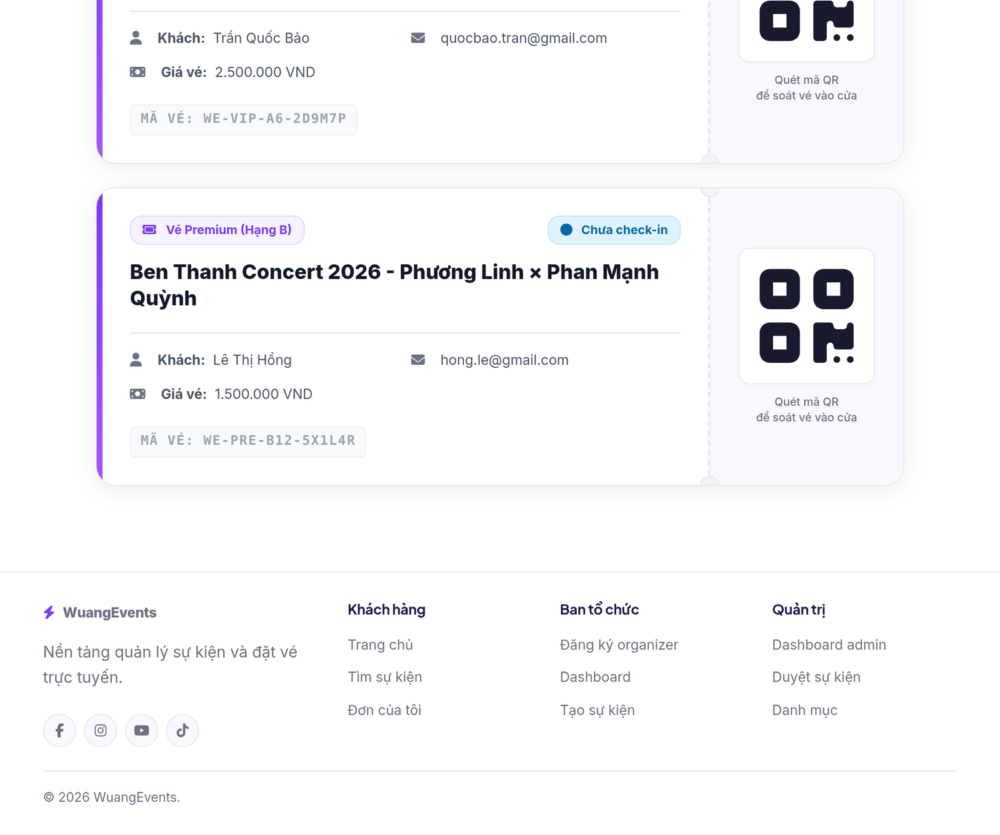 Khách: Trần Quốc Bảo
quocbao.tran@gmail.com
Giá vé: 2.500.000 VND
MÃ VÉ: WE-VIP-A6-2D9M7P
Quét mã QR
để soát vé vào cửa
Vé Premium (Hạng B)
Chưa check-in
Ben Thanh Concert 2026 - Phương Linh × Phan Mạnh
Quỳnh
Khách: Lê Thị Hồng
hong.le@gmail.com
Giá vé: 1.500.000 VND
MÃ VÉ: WE-PRE-B12-5X1L4R
Quét mã QR
để soát vé vào cửa
WuangEvents
Nền tảng quản lý sự kiện và đặt vé
trực tuyến.
Khách hàng
Trang chủ
Tìm sự kiện
Đơn của tôi
Ban tổ chức
Đăng ký organizer
Dashboard
Tạo sự kiện
Quản trị
Dashboard admin
Duyệt sự kiện
Danh mục
© 2026 WuangEvents.